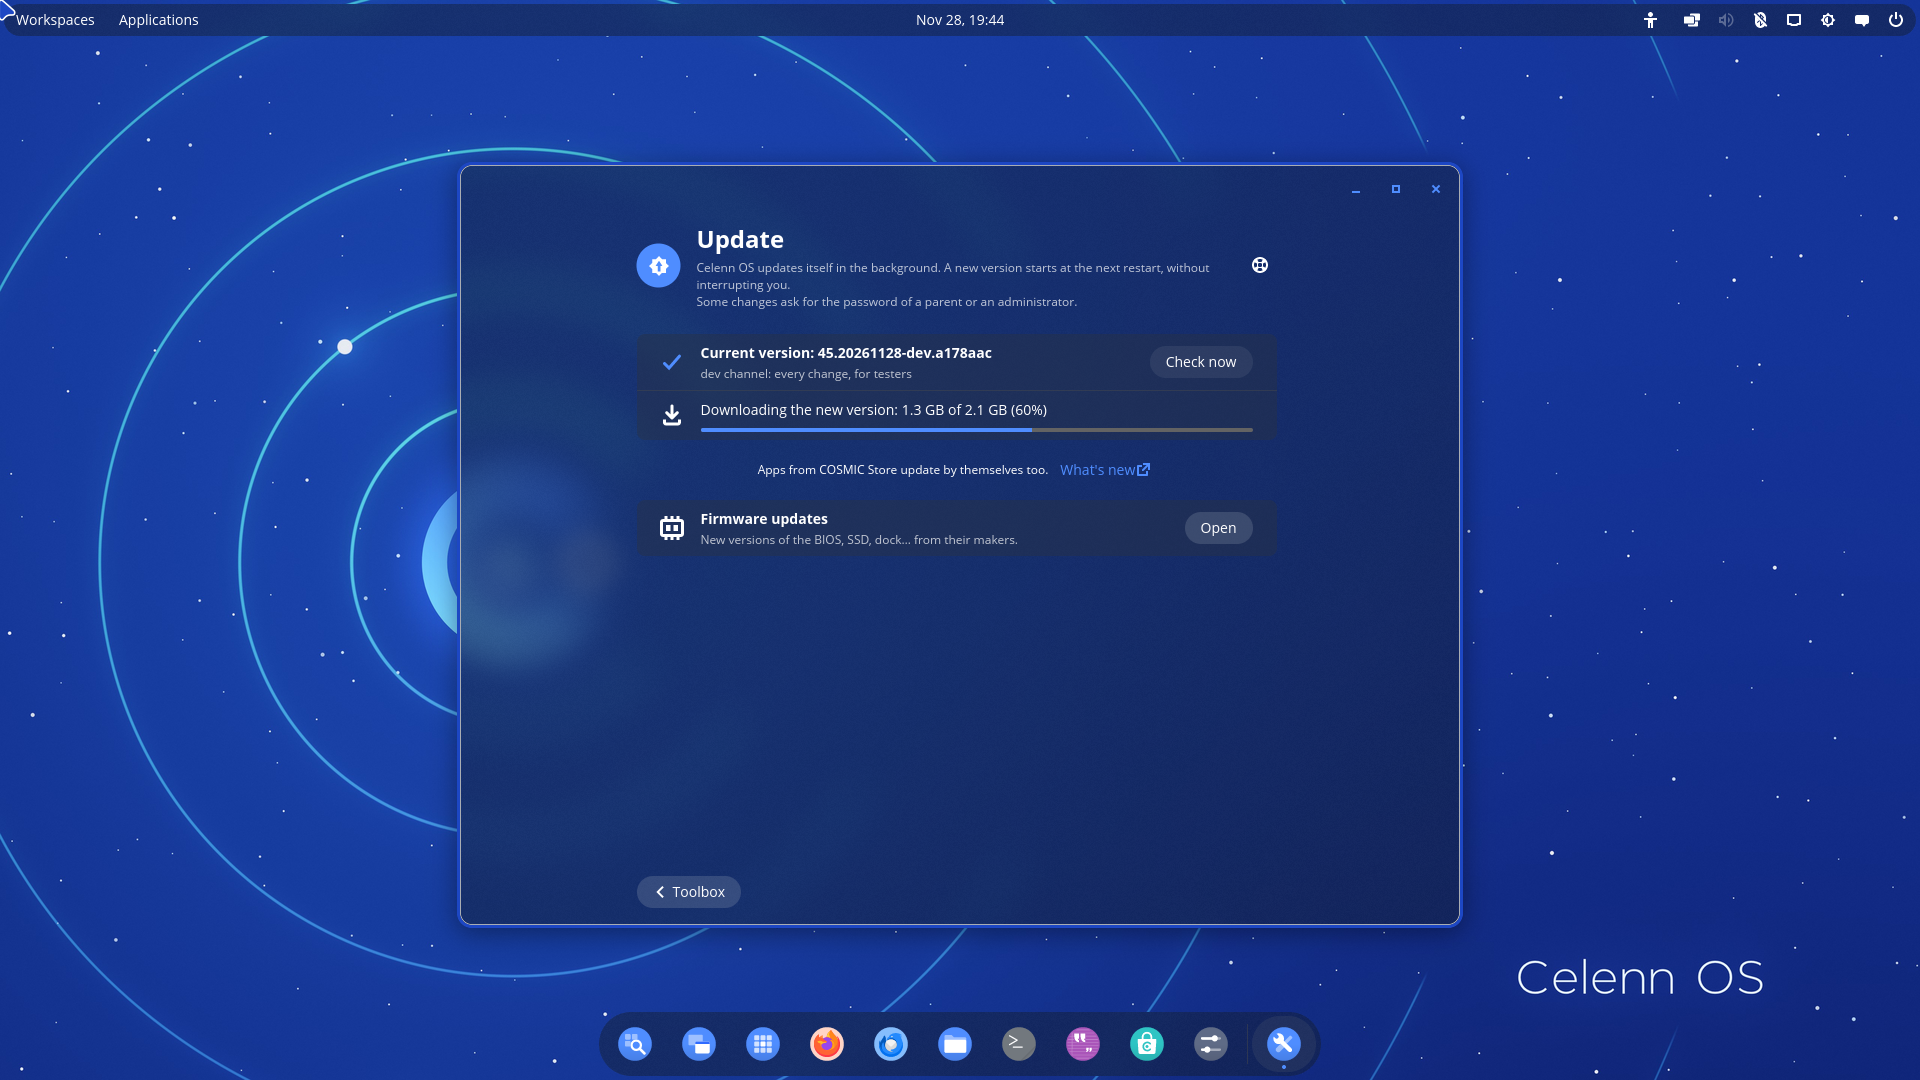 Workspaces
Applications
Nov 28, 19:44
Update
Celenn OS updates itself in the background. A new version starts at the next restart, without
interrupting you.
Some changes ask for the password of a parent or an administrator.
Current version: 45.20261128-dev.a178aac
dev channel: every change, for testers
Check now
Downloading the new version: 1.3 GB of 2.1 GB (60%)
Apps from COSMIC Store update by themselves too.
What's new
Firmware updates
New versions of the BIOS, SSD, dock... from their makers.
Open
Toolbox
Celenn OS